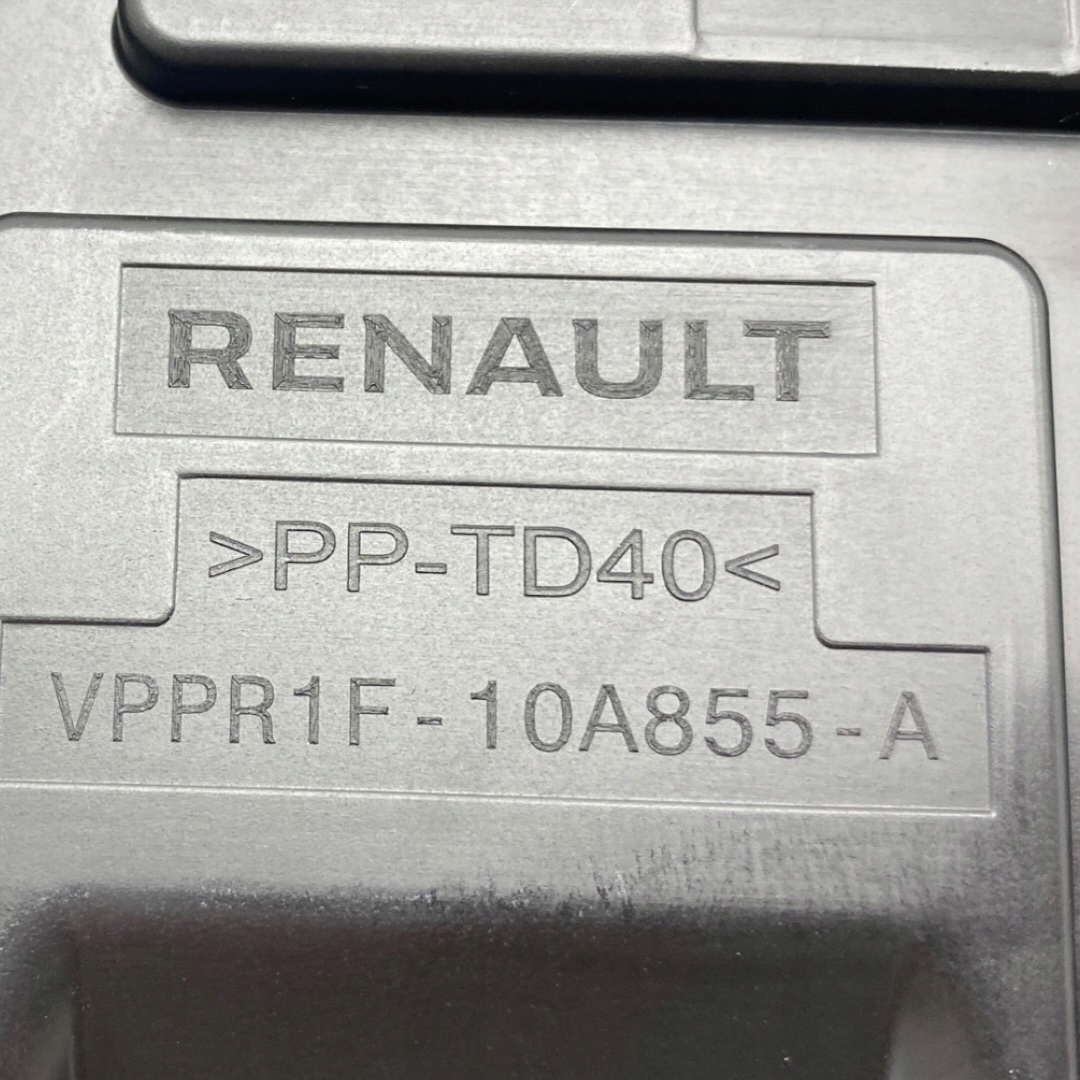 RENAULT
>PP-TD40<
VPPR1F-10A855-A